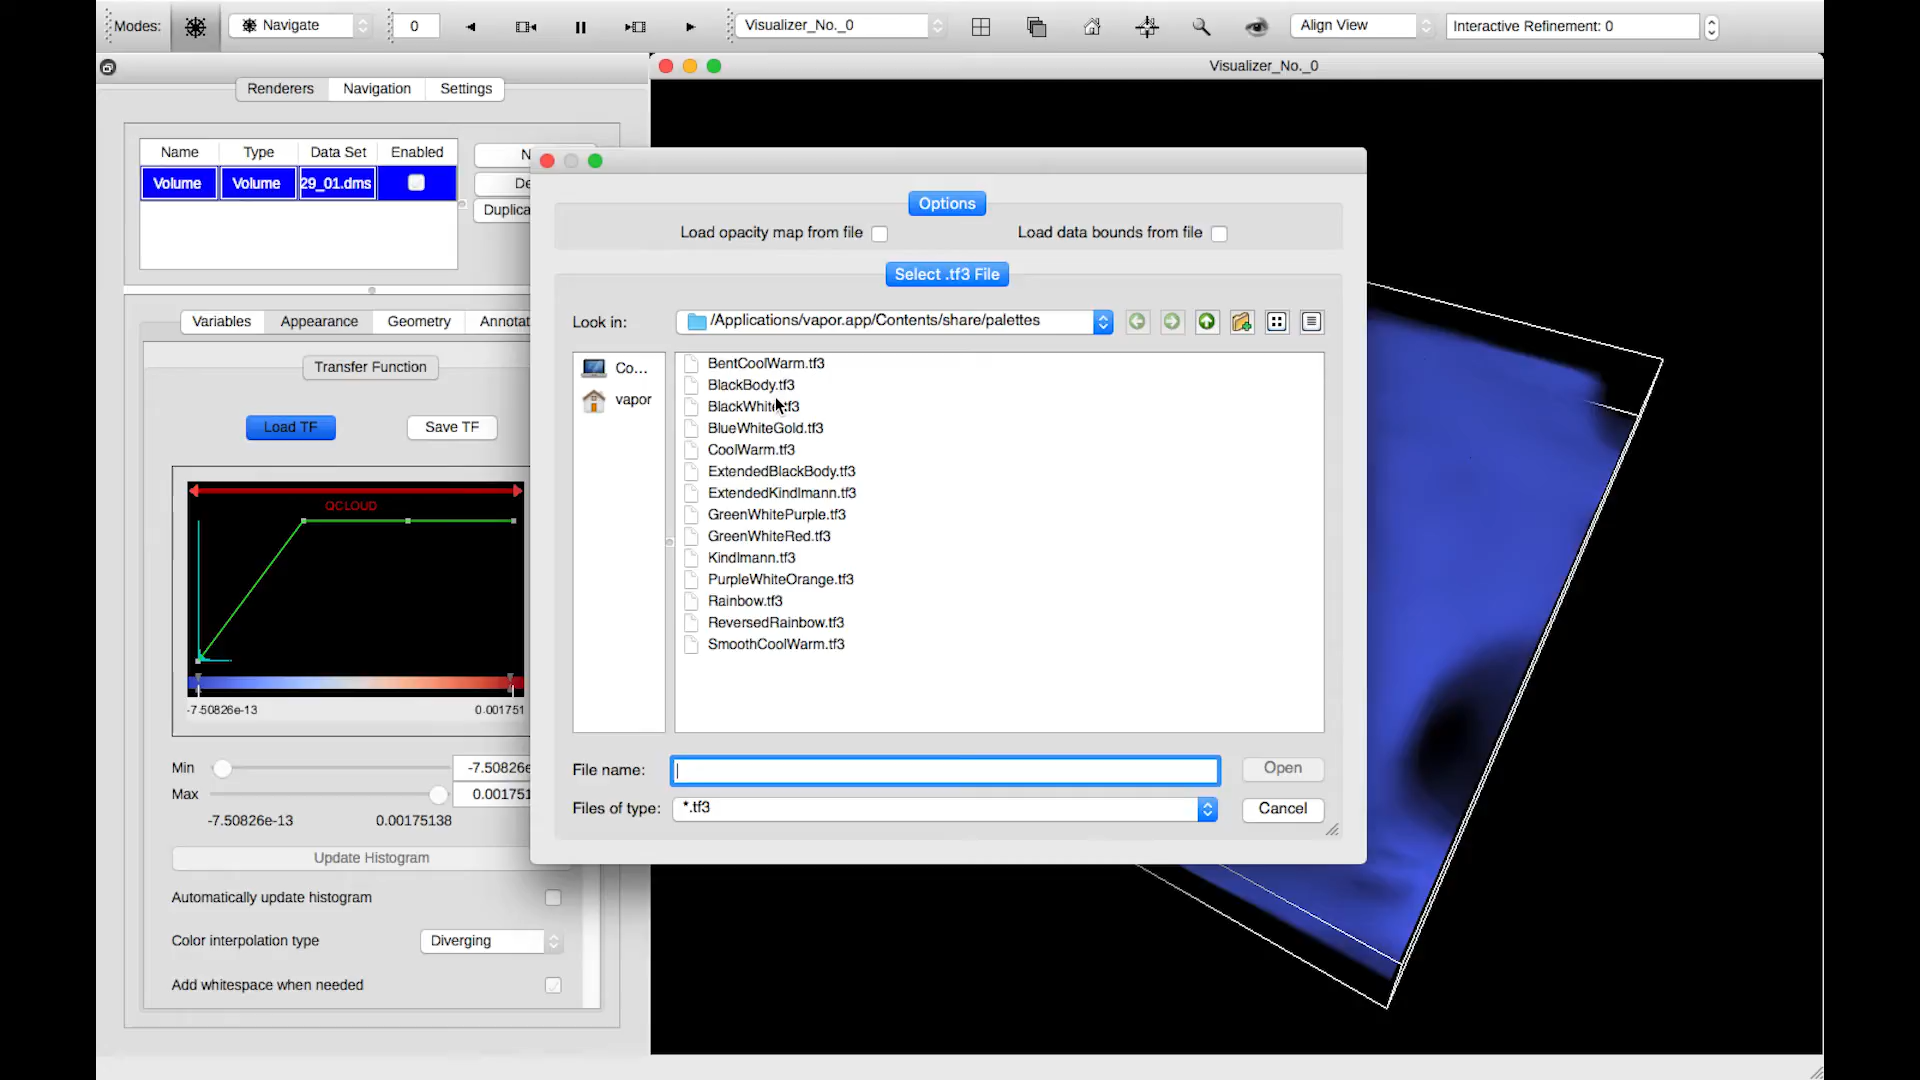 Modes:
Navigate
0
Visualizer_No._0
Align View
Interactive Refinement: 0
Visualizer_No._0
Renderers
Navigation
Settings
Name
Type
Data Set
Enabled
Volume
Volume
29_01.dms
N
De
Duplica
Options
Load opacity map from file
Load data bounds from file
Select .tf3 File
Look in:
/Applications/vapor.app/Contents/share/palettes
Co...
vapor
BentCoolWarm.tf3
BlackBody.tf3
BlackWhite.tf3
BlueWhiteGold.tf3
CoolWarm.tf3
ExtendedBlackBody.tf3
ExtendedKindlmann.tf3
GreenWhitePurple.tf3
GreenWhiteRed.tf3
Kindlmann.tf3
PurpleWhiteOrange.tf3
Rainbow.tf3
ReversedRainbow.tf3
SmoothCoolWarm.tf3
File name:
Open
Files of type:
*.tf3
Cancel
Variables
Appearance
Geometry
Annotat
Transfer Function
Load TF
Save TF
QCLOUD
-7.50826e-13
0.001751
Min
-7.50826e
Max
0.001751
-7.50826e-13
0.00175138
Update Histogram
Automatically update histogram
Color interpolation type
Diverging
Add whitespace when needed